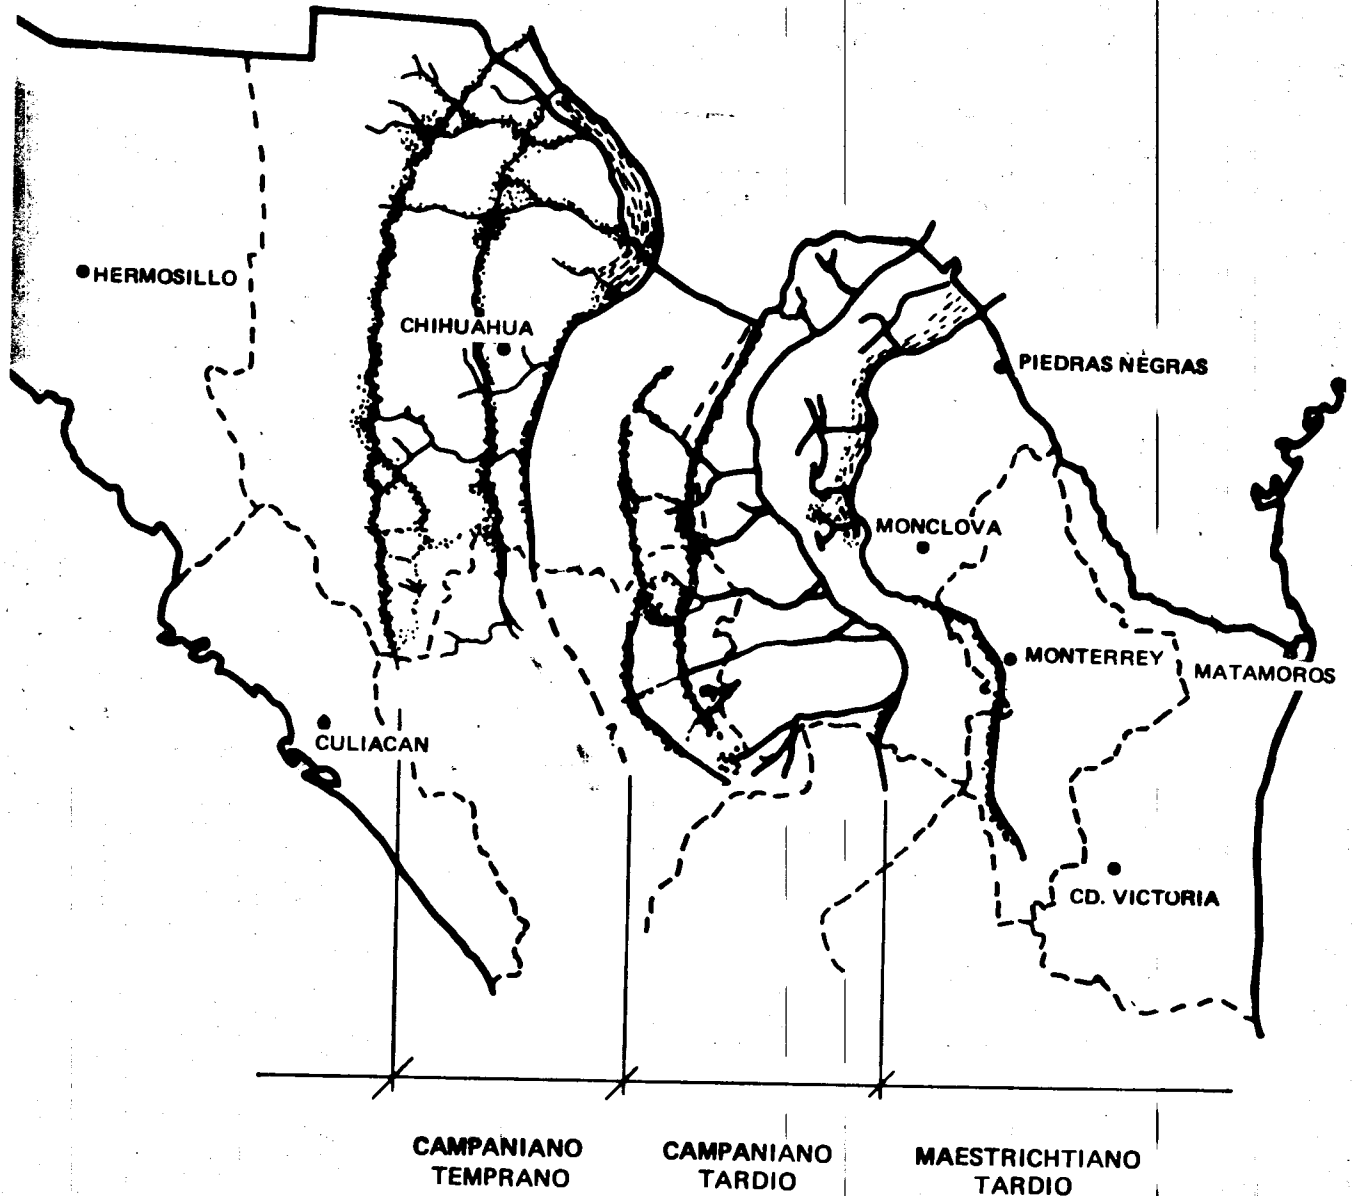 HERMOSILLO
CHIHUAHUA
PIEDRAS NEGRAS
MONCLOVA
MONTERREY
MATAMOROS
CULIACAN
?
CD. VICTORIA
CAMPANIANO
TEMPRANO
CAMPANIANO
TARDIO
MAESTRICHTIANO
TARDIO